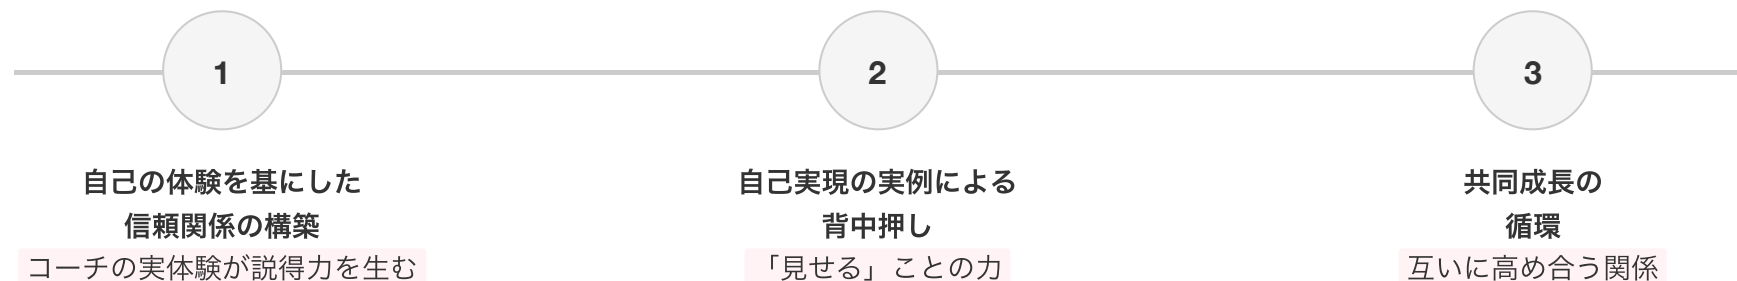 1
自己の体験を基にした
信頼関係の構築
コーチの実体験が説得力を生む
2
自己実現の実例による
背中押し
「見せる」ことの力
3
共同成長の
循環
互いに高め合う関係